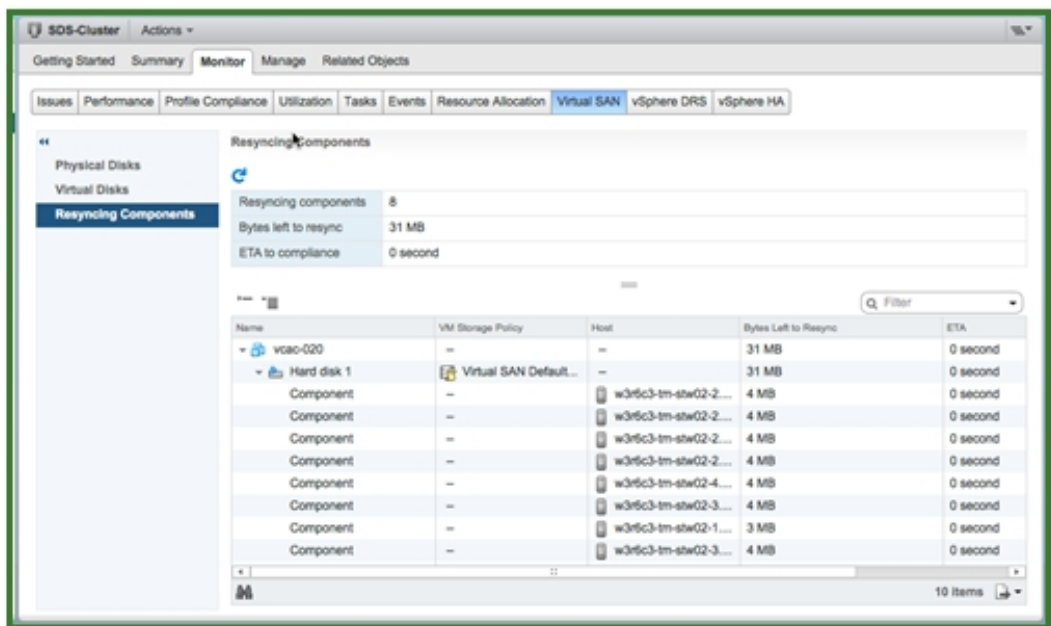 SDS-Cluster Actions
Getting Started Summary Monitor Manage Related Objects
Issues Performance Profile Compliance Utilization Tasks Events Resource Allocation Virtual SAN vSphere DRS vSphere HA
Physical Disks
Virtual Disks
Resyncing Components
Resyncing Components
Resyncing components 8
Bytes left to resync 31 MB
ETA to compliance 0 second
Filter
Name VM Storage Policy Host Bytes Left to Resync ETA
vcac-020 -- -- 31 MB 0 second
Hard disk 1 Virtual SAN Default... -- 31 MB 0 second
Component -- w3r6c3-tm-stw02-2.... 4 MB 0 second
Component -- w3r6c3-tm-stw02-2.... 4 MB 0 second
Component -- w3r6c3-tm-stw02-2.... 4 MB 0 second
Component -- w3r6c3-tm-stw02-2.... 4 MB 0 second
Component -- w3r6c3-tm-stw02-4.... 4 MB 0 second
Component -- w3r6c3-tm-stw02-3.... 4 MB 0 second
Component -- w3r6c3-tm-stw02-1.... 3 MB 0 second
Component -- w3r6c3-tm-stw02-3.... 4 MB 0 second
10 items